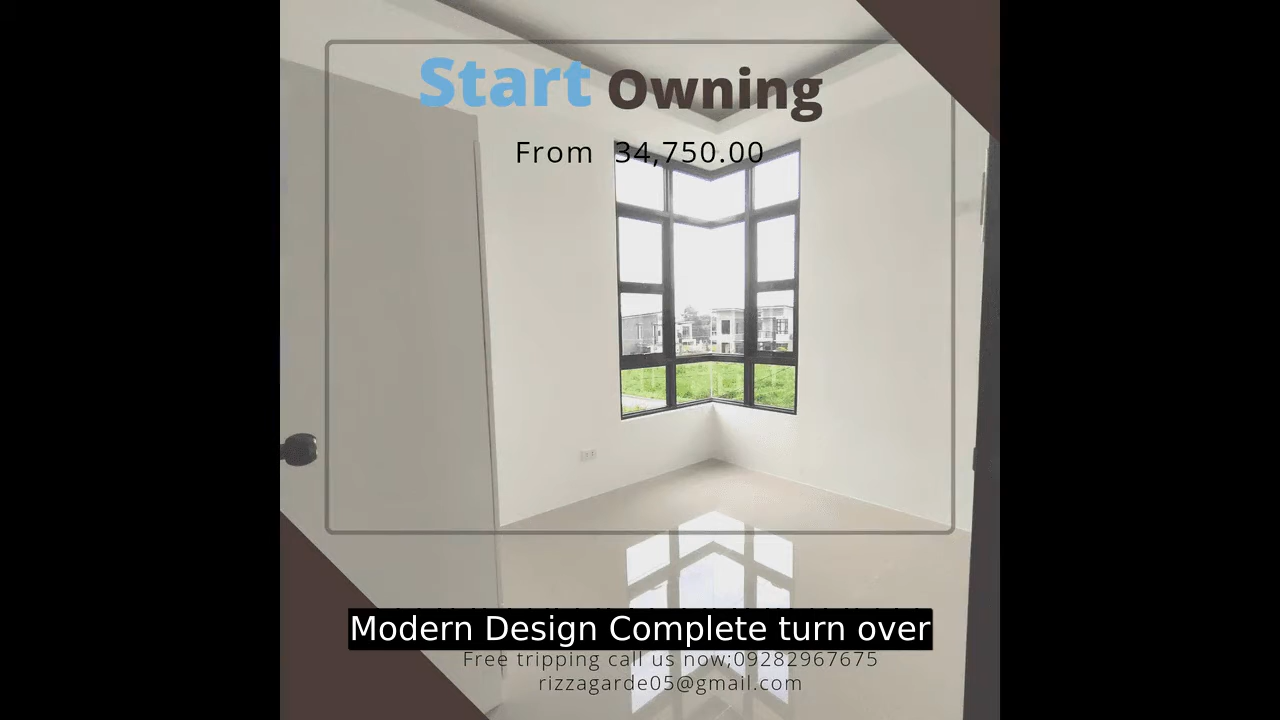 Start Owning
From 34,750.00
Modern Design Complete turn over
Free tripping call us now;09282967675
rizzagarde05@gmail.com